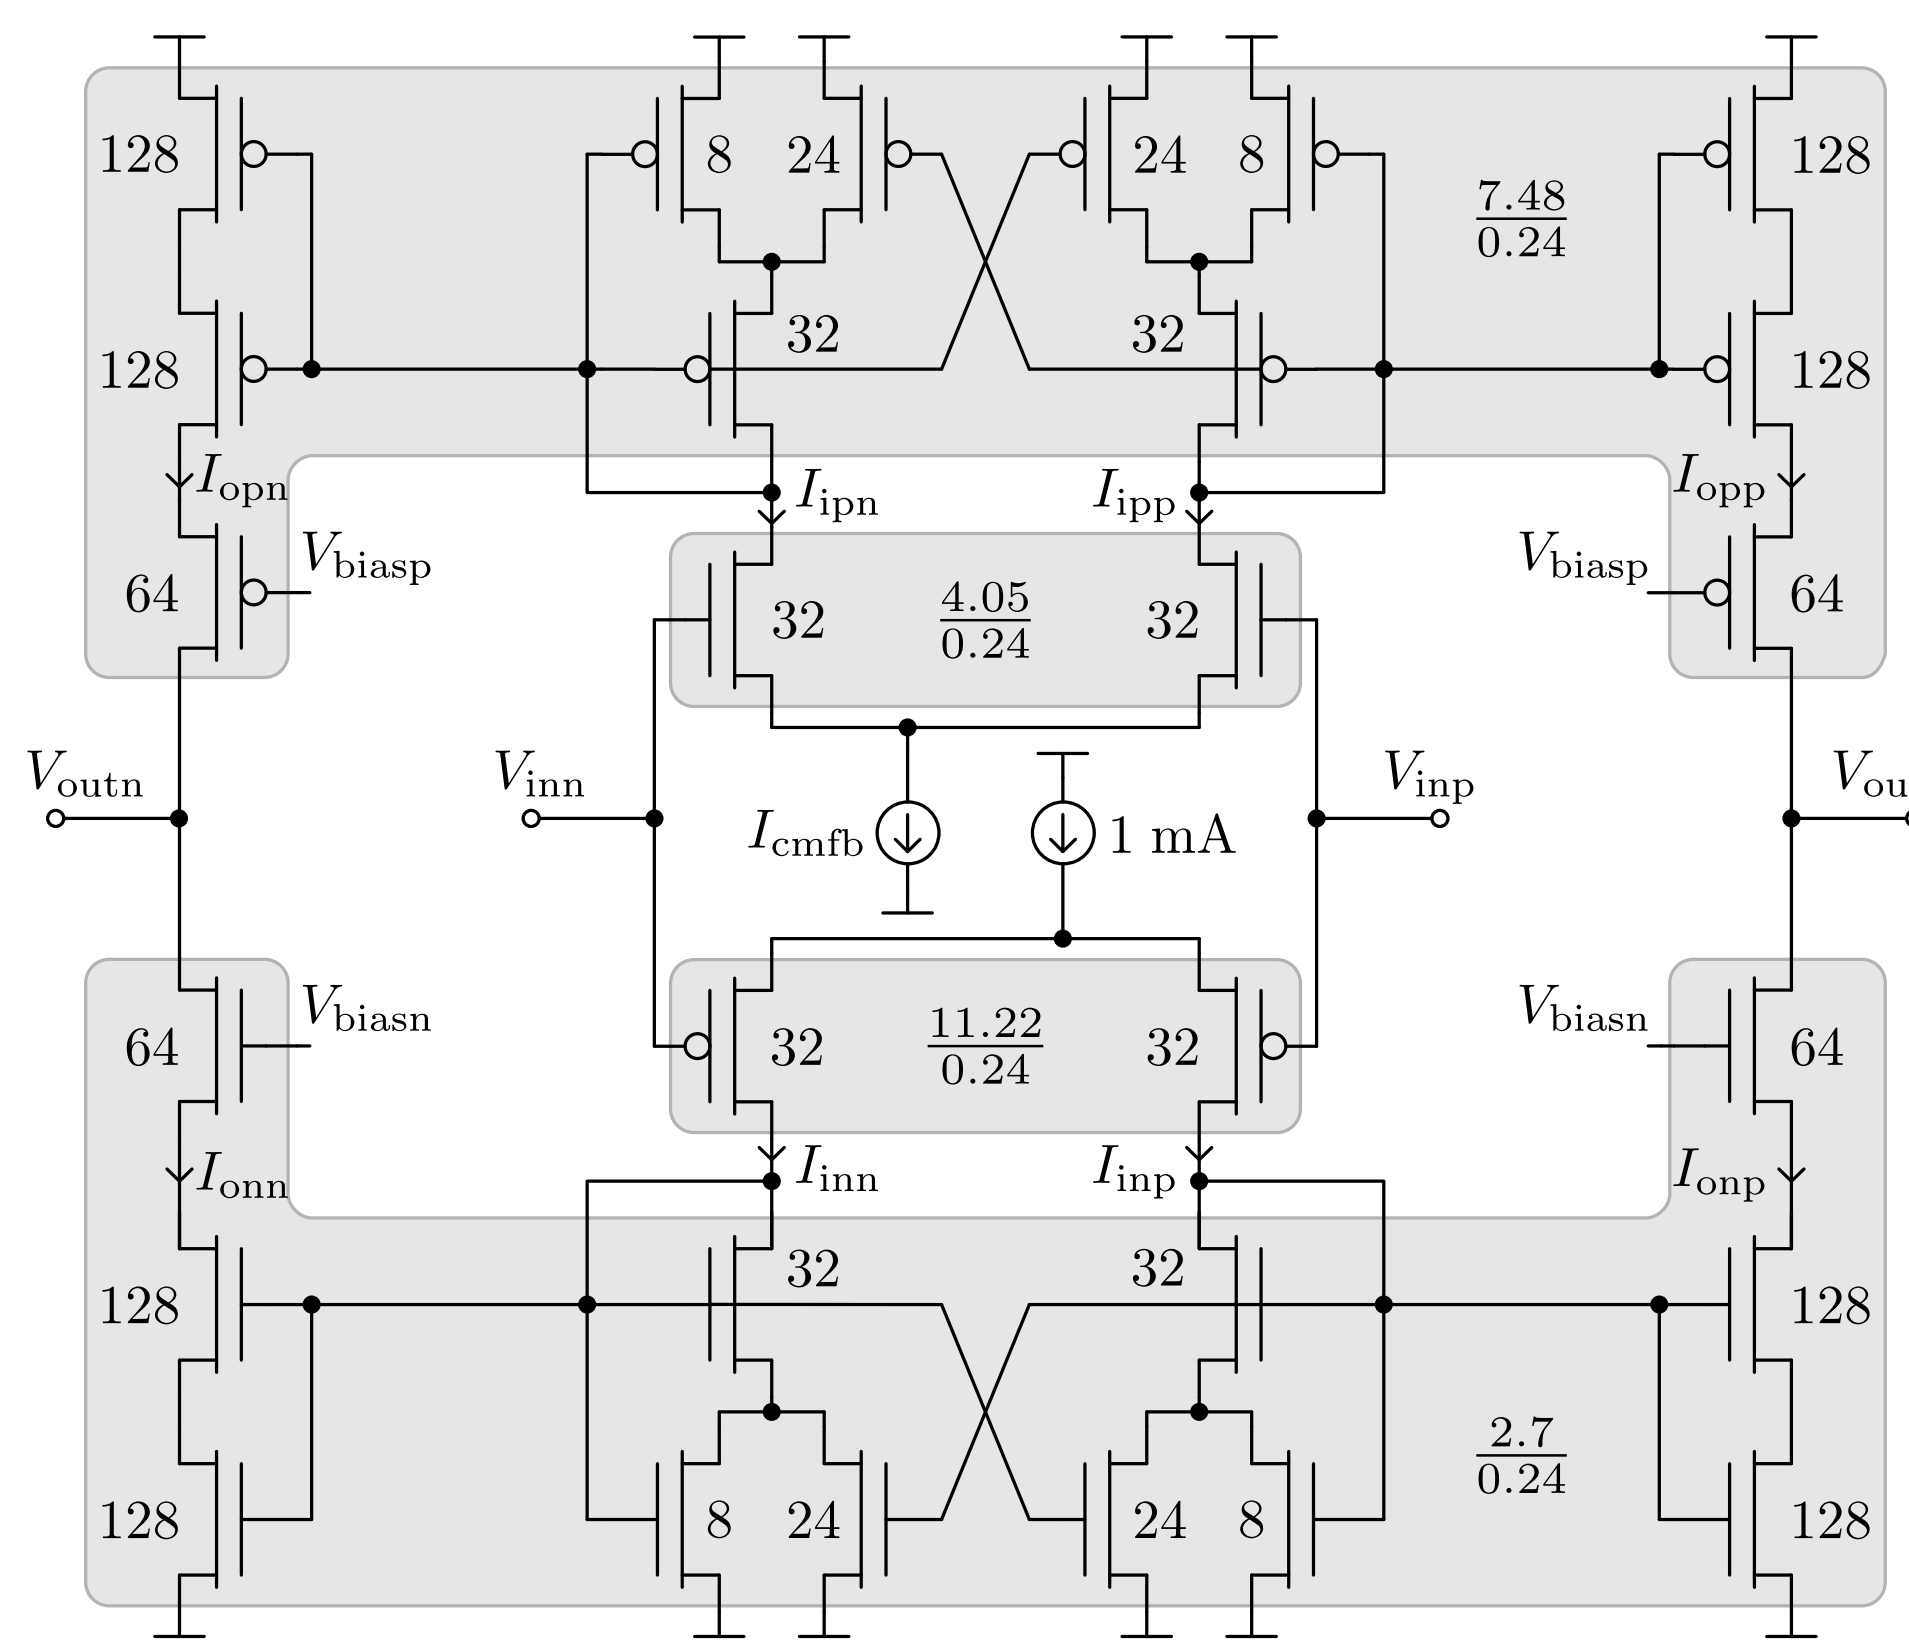 128 8 24 24 8 128
7.48
0.24
128 32 32 128
I_opn I_ipn I_ipp I_opp
V_biasp V_biasp
64 32 4.05 32 64
0.24
V_outn V_inn V_inp V_ou
I_cmfb 1 mA
V_biasn V_biasn
64 32 11.22 32 64
0.24
I_onn I_inn I_inp I_onp
128 32 32 128
2.7
0.24
128 8 24 24 8 128